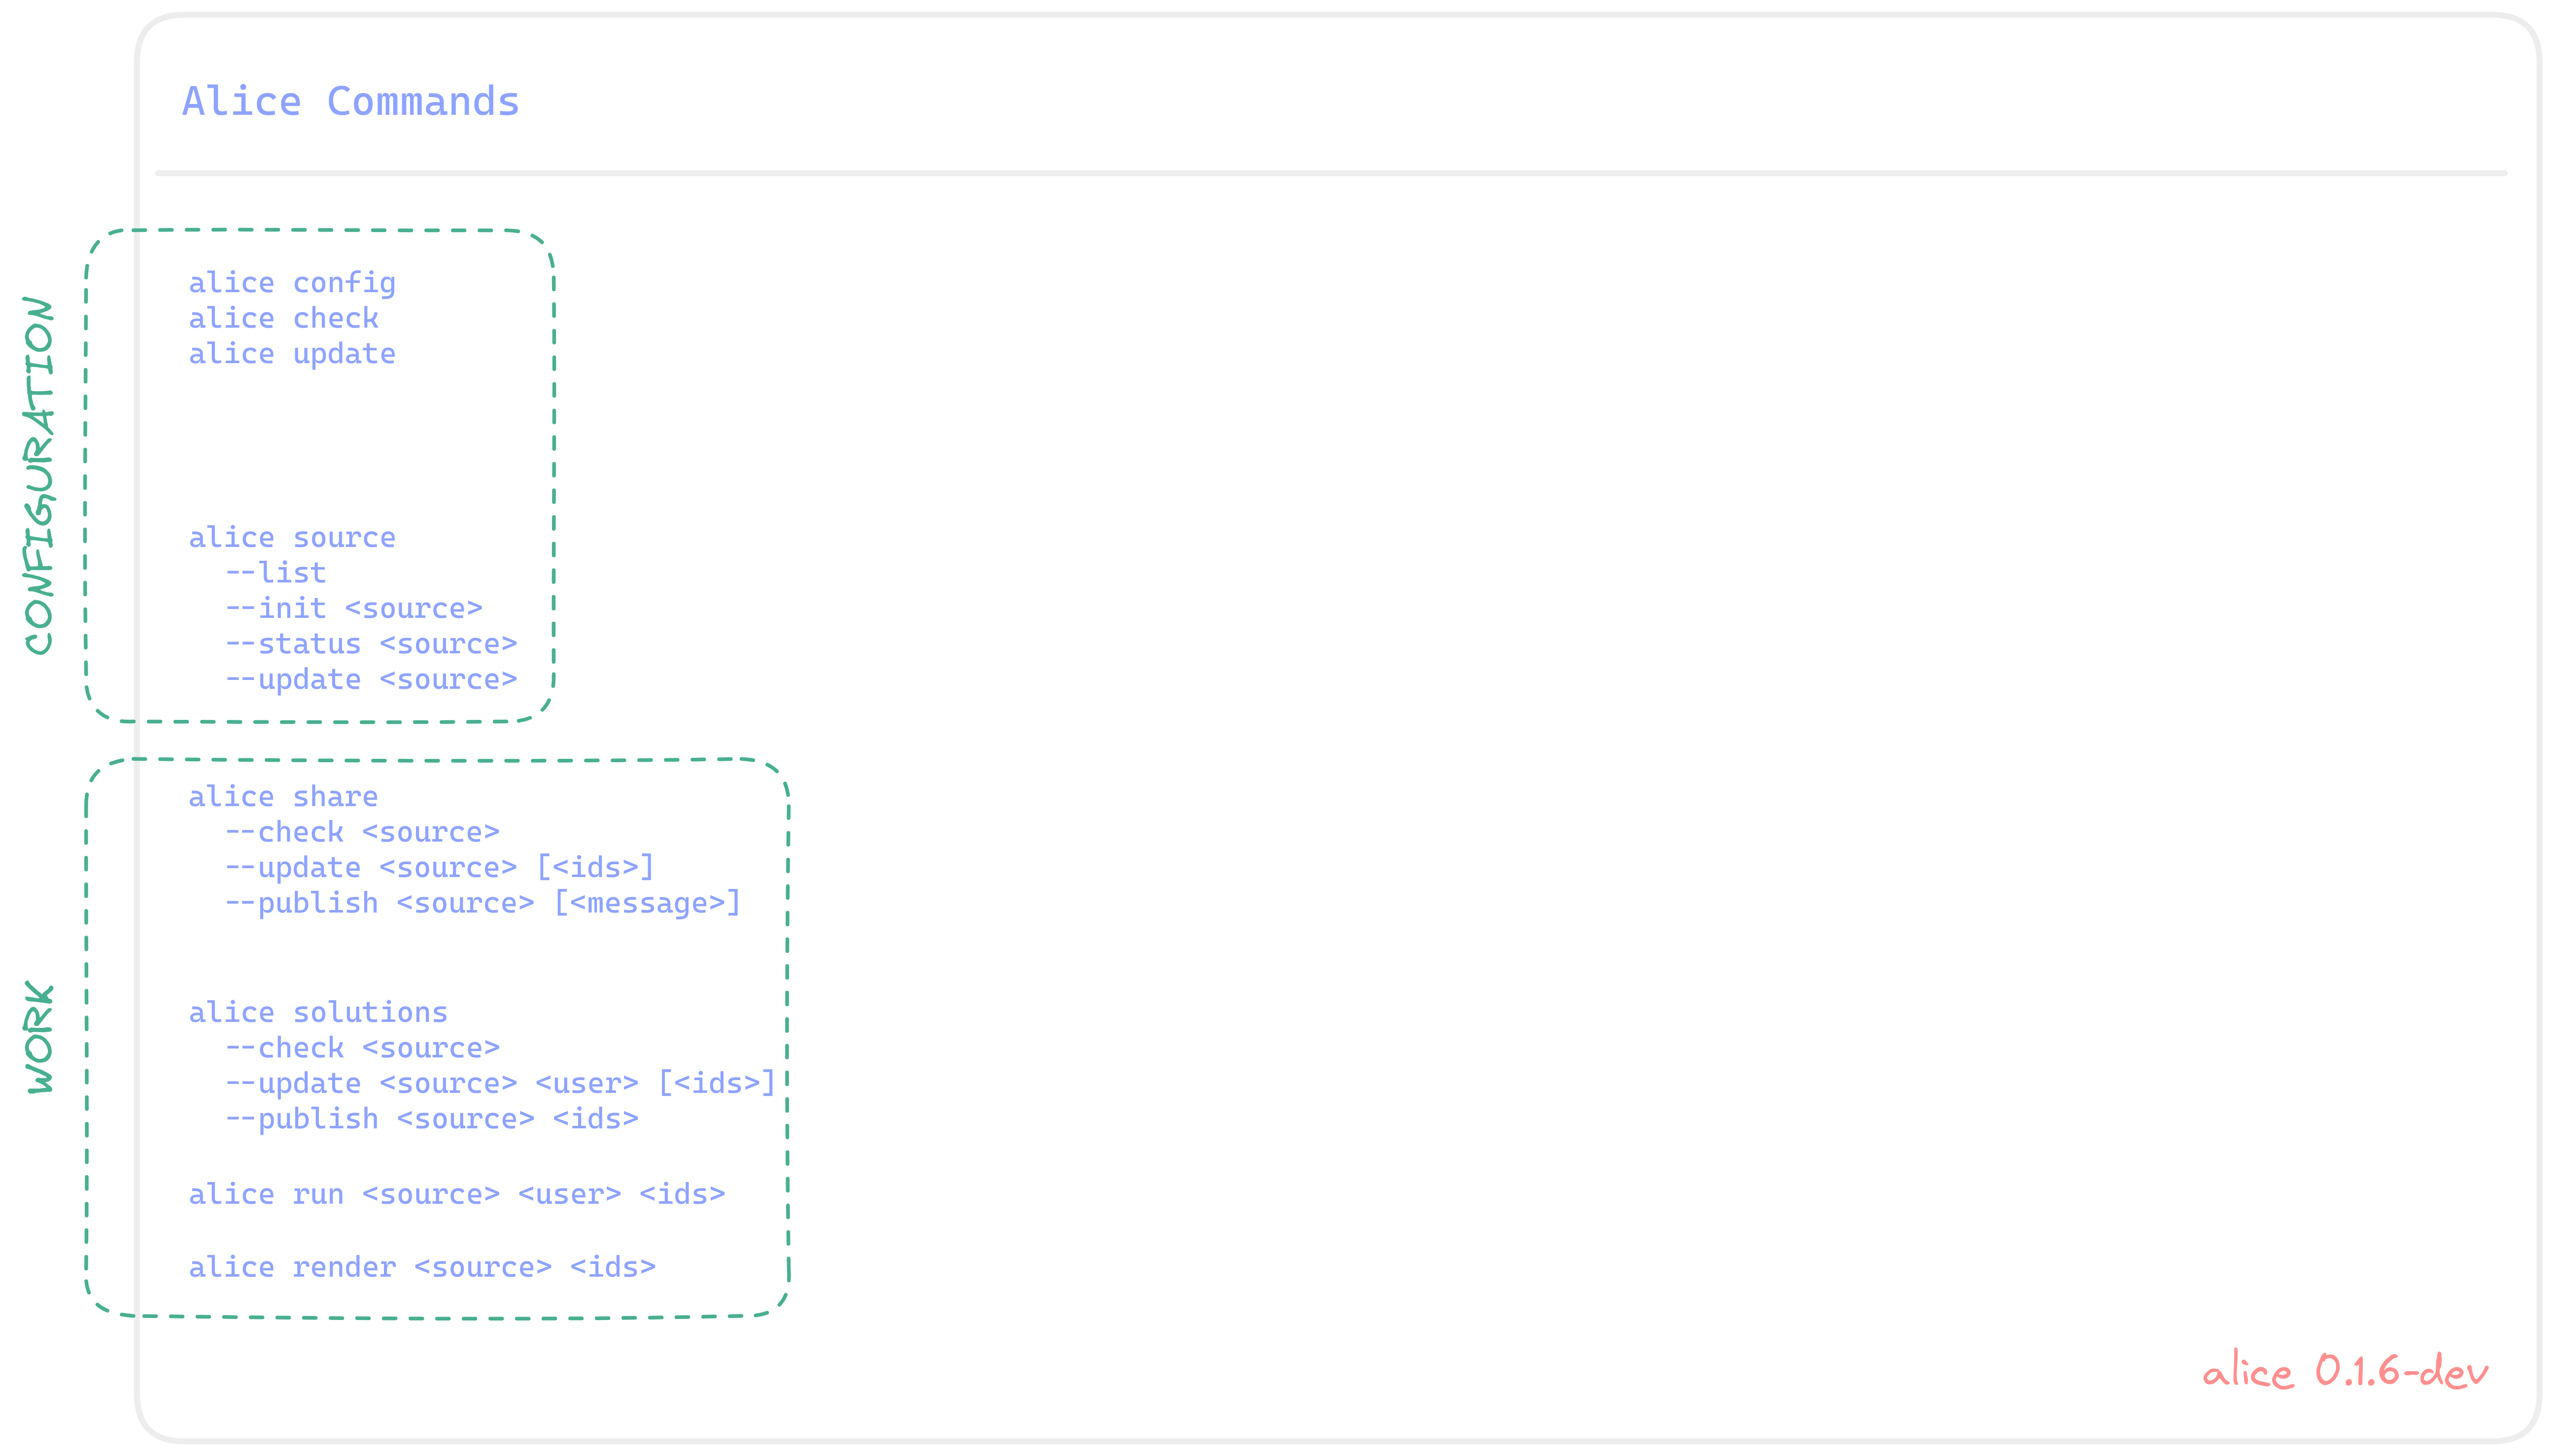 Alice Commands
CONFIGURATION
alice config
alice check
alice update
alice source
--list
--init <source>
--status <source>
--update <source>
WORK
alice share
--check <source>
--update <source> [<ids>]
--publish <source> [<message>]
alice solutions
--check <source>
--update <source> <user> [<ids>]
--publish <source> <ids>
alice run <source> <user> <ids>
alice render <source> <ids>
alice 0.1.6-dev